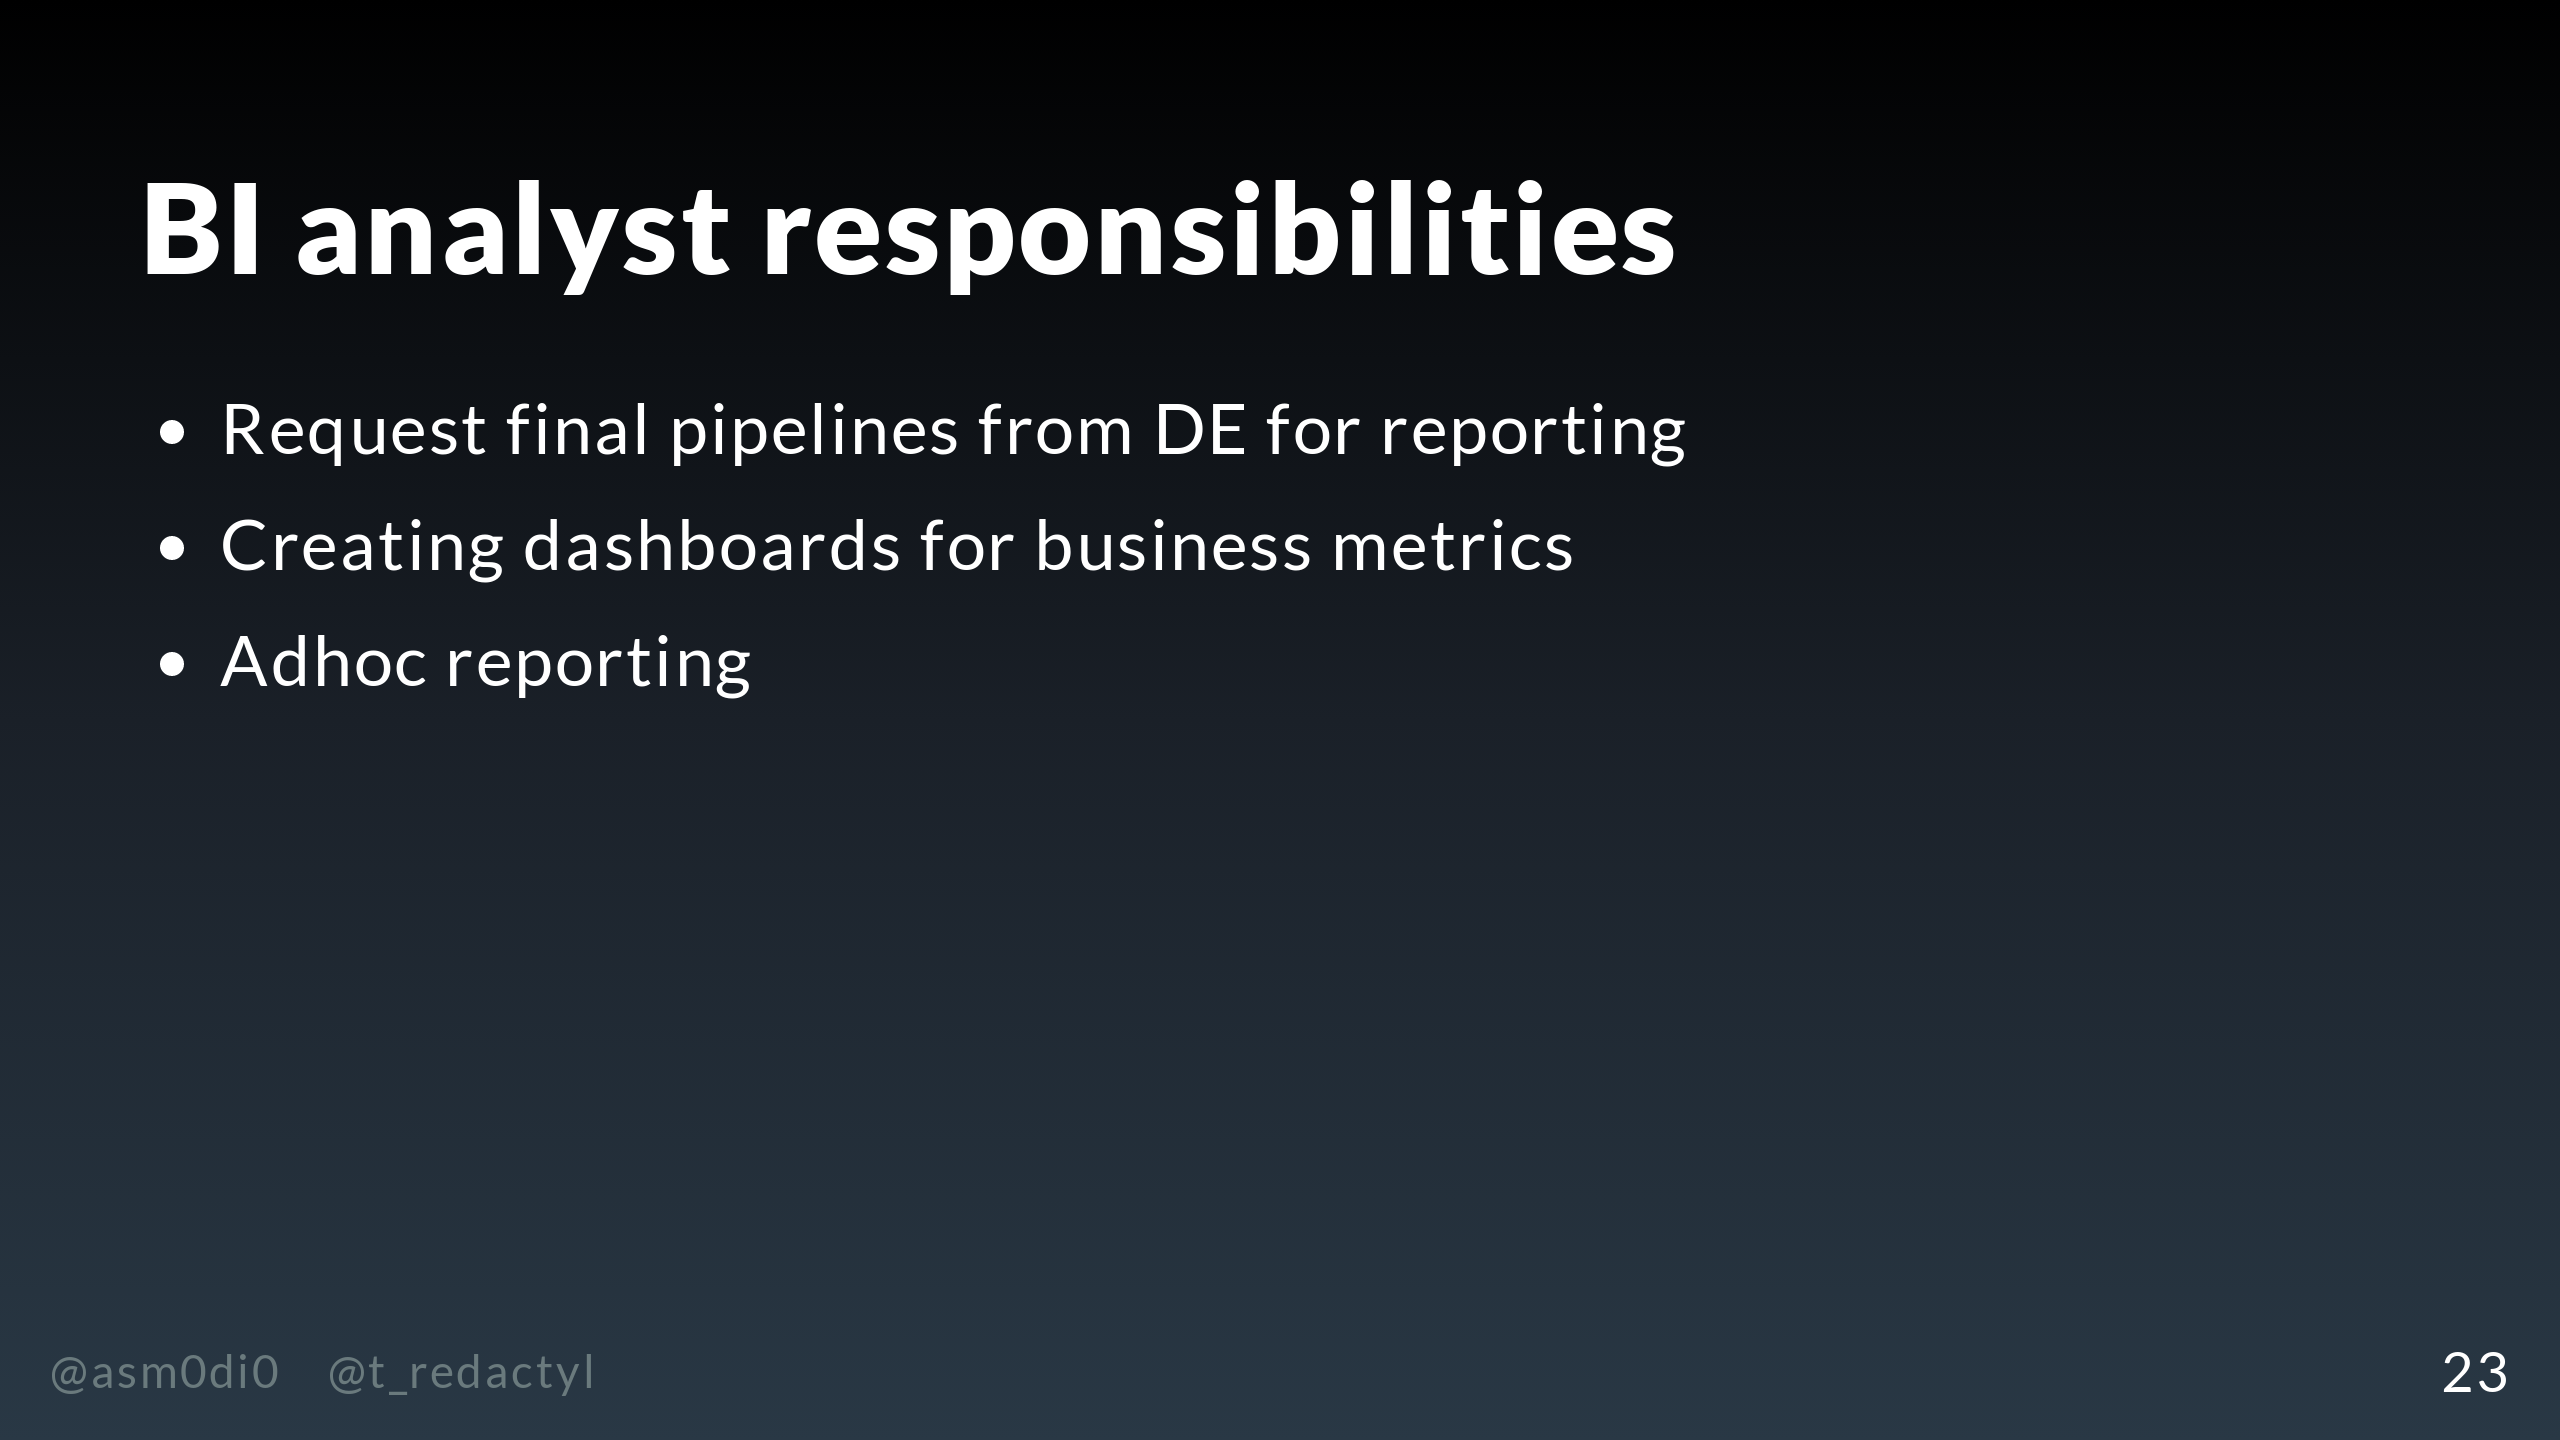 BI analyst responsibilities
• Request final pipelines from DE for reporting
• Creating dashboards for business metrics
• Adhoc reporting
@asm0di0 @t_redactyl
23